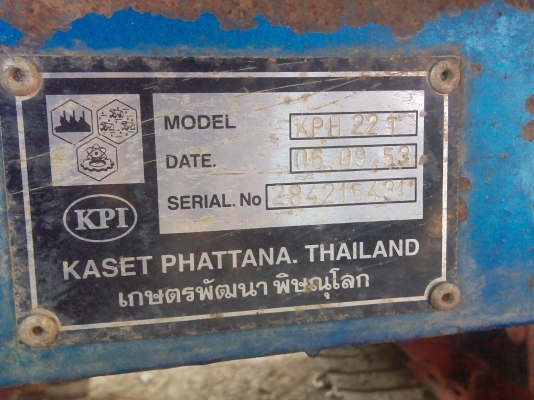 MODEL KPH 22 T
DATE. 06 09 53
SERIAL. No
KPI
KASET PHATTANA. THAILAND
เกษตรพัฒนา พิษณุโลก